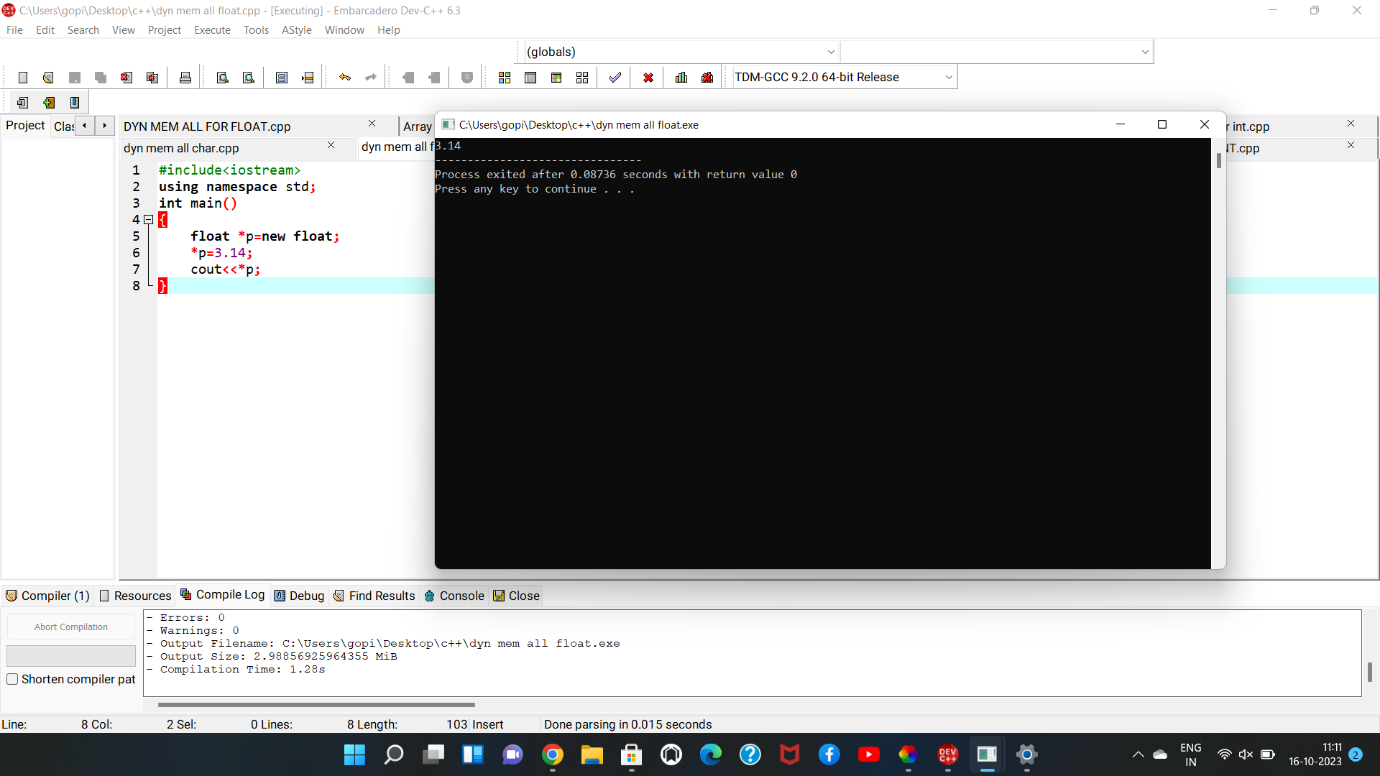 C:\Users\gopi\Desktop\c++\dyn mem all float.cpp - [Executing] - Embarcadero Dev-C++ 6.3
File Edit Search View Project Execute Tools AStyle Window Help
(globals)
TDM-GCC 9.2.0 64-bit Release
Project Clas DYN MEM ALL FOR FLOAT.cpp Array r int.cpp
dyn mem all char.cpp dyn mem all f T.cpp
C:\Users\gopi\Desktop\c++\dyn mem all float.exe
3.14
--------------------------------
Process exited after 0.08736 seconds with return value 0
Press any key to continue . . .
1 #include<iostream>
2 using namespace std;
3 int main()
4 {
5 float *p=new float;
6 *p=3.14;
7 cout<<*p;
8 }
Compiler (1) Resources Compile Log Debug Find Results Console Close
Abort Compilation
Shorten compiler pat
- Errors: 0
- Warnings: 0
- Output Filename: C:\Users\gopi\Desktop\c++\dyn mem all float.exe
- Output Size: 2.98856925964355 MiB
- Compilation Time: 1.28s
Line: 8 Col: 2 Sel: 0 Lines: 8 Length: 103 Insert Done parsing in 0.015 seconds
DEV C++
ENG
IN
11:11
16-10-2023
2